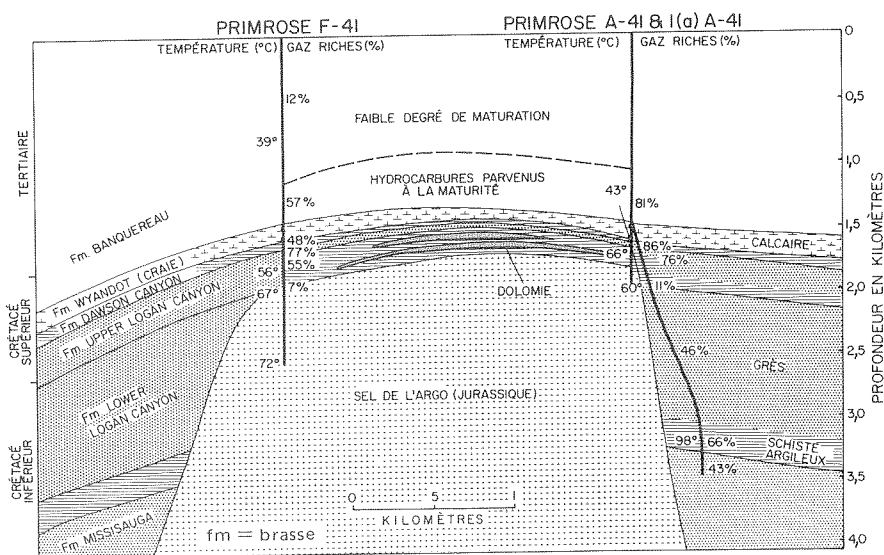 PRIMROSE F-41
PRIMROSE A-41 & 1(a) A-41
TEMPÉRATURE (°C) GAZ RICHES (%)
TEMPÉRATURE (°C) GAZ RICHES (%)
0
12%
0,5
FAIBLE DEGRÉ DE MATURATION
39°
1,0
HYDROCARBURES PARVENUS
À LA MATURITÉ
57%
43°
81%
1,5
TERTIAIRE
Fm. BANQUEREAU
48%
86%
CALCAIRE
77%
66°
76%
56°
55%
Fm. WYANDOT (CRAIE)
Fm. DAWSON CANYON
67°
7%
DOLOMIE
60°
11%
2,0
Fm. UPPER LOGAN CANYON
CRÉTACÉ
SUPÉRIEUR
46%
2,5
72°
GRÈS
SEL DE L'ARGO (JURASSIQUE)
Fm. LOWER
LOGAN CANYON
3,0
98°
66%
SCHISTE
ARGILEUX
43%
3,5
CRÉTACÉ
INFÉRIEUR
0 5 1
KILOMÈTRES
Fm. MISSISAUGA
fm = brasse
4,0
PROFONDEUR EN KILOMÈTRES